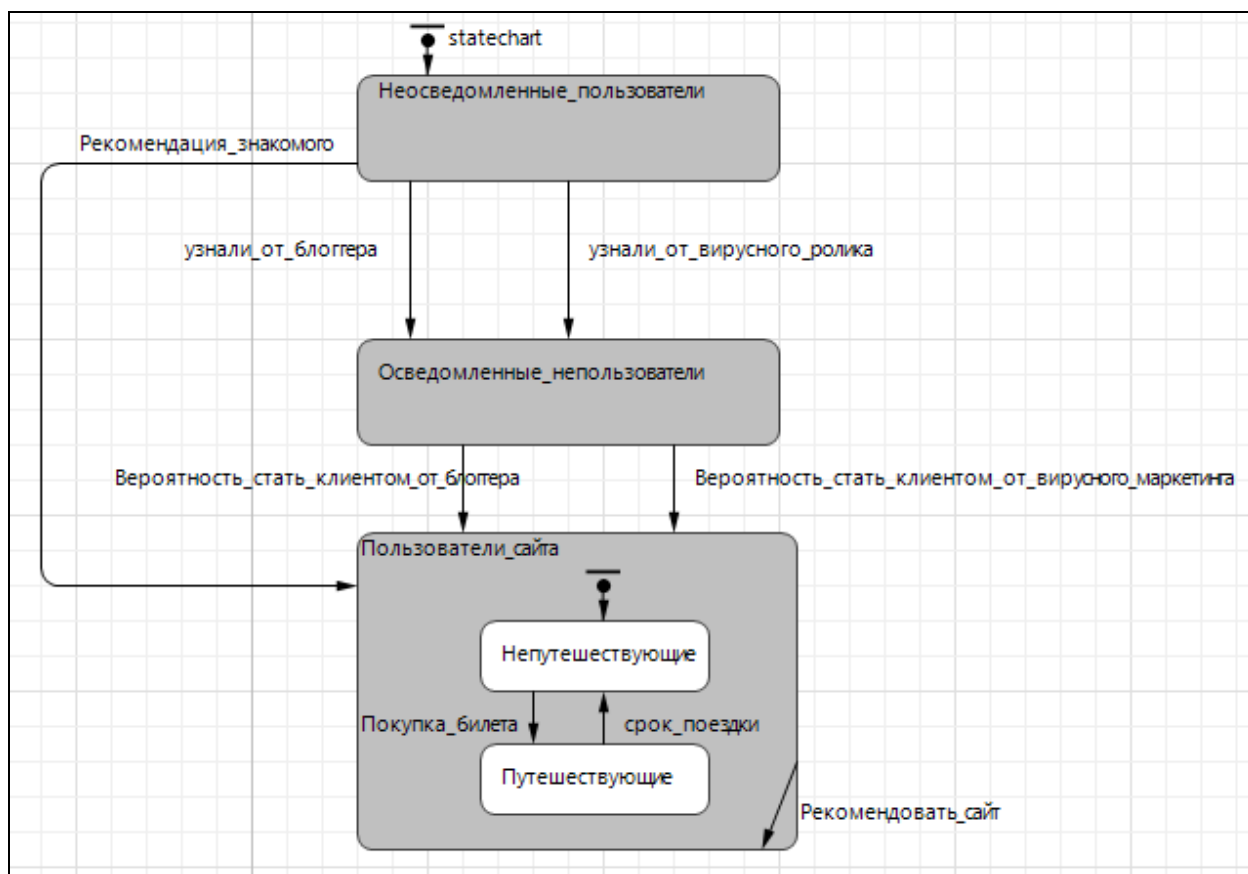 statechart
Неосведомленные_пользователи
Рекомендация_знакомого
узнали_от_блоггера
узнали_от_вирусного_ролика
Осведомленные_непользователи
Вероятность_стать_клиентом_от_блоггера
Вероятность_стать_клиентом_от_вирусного_маркетинга
Пользователи_сайта
Непутешествующие
Покупка_билета
срок_поездки
Путешествующие
Рекомендовать_сайт